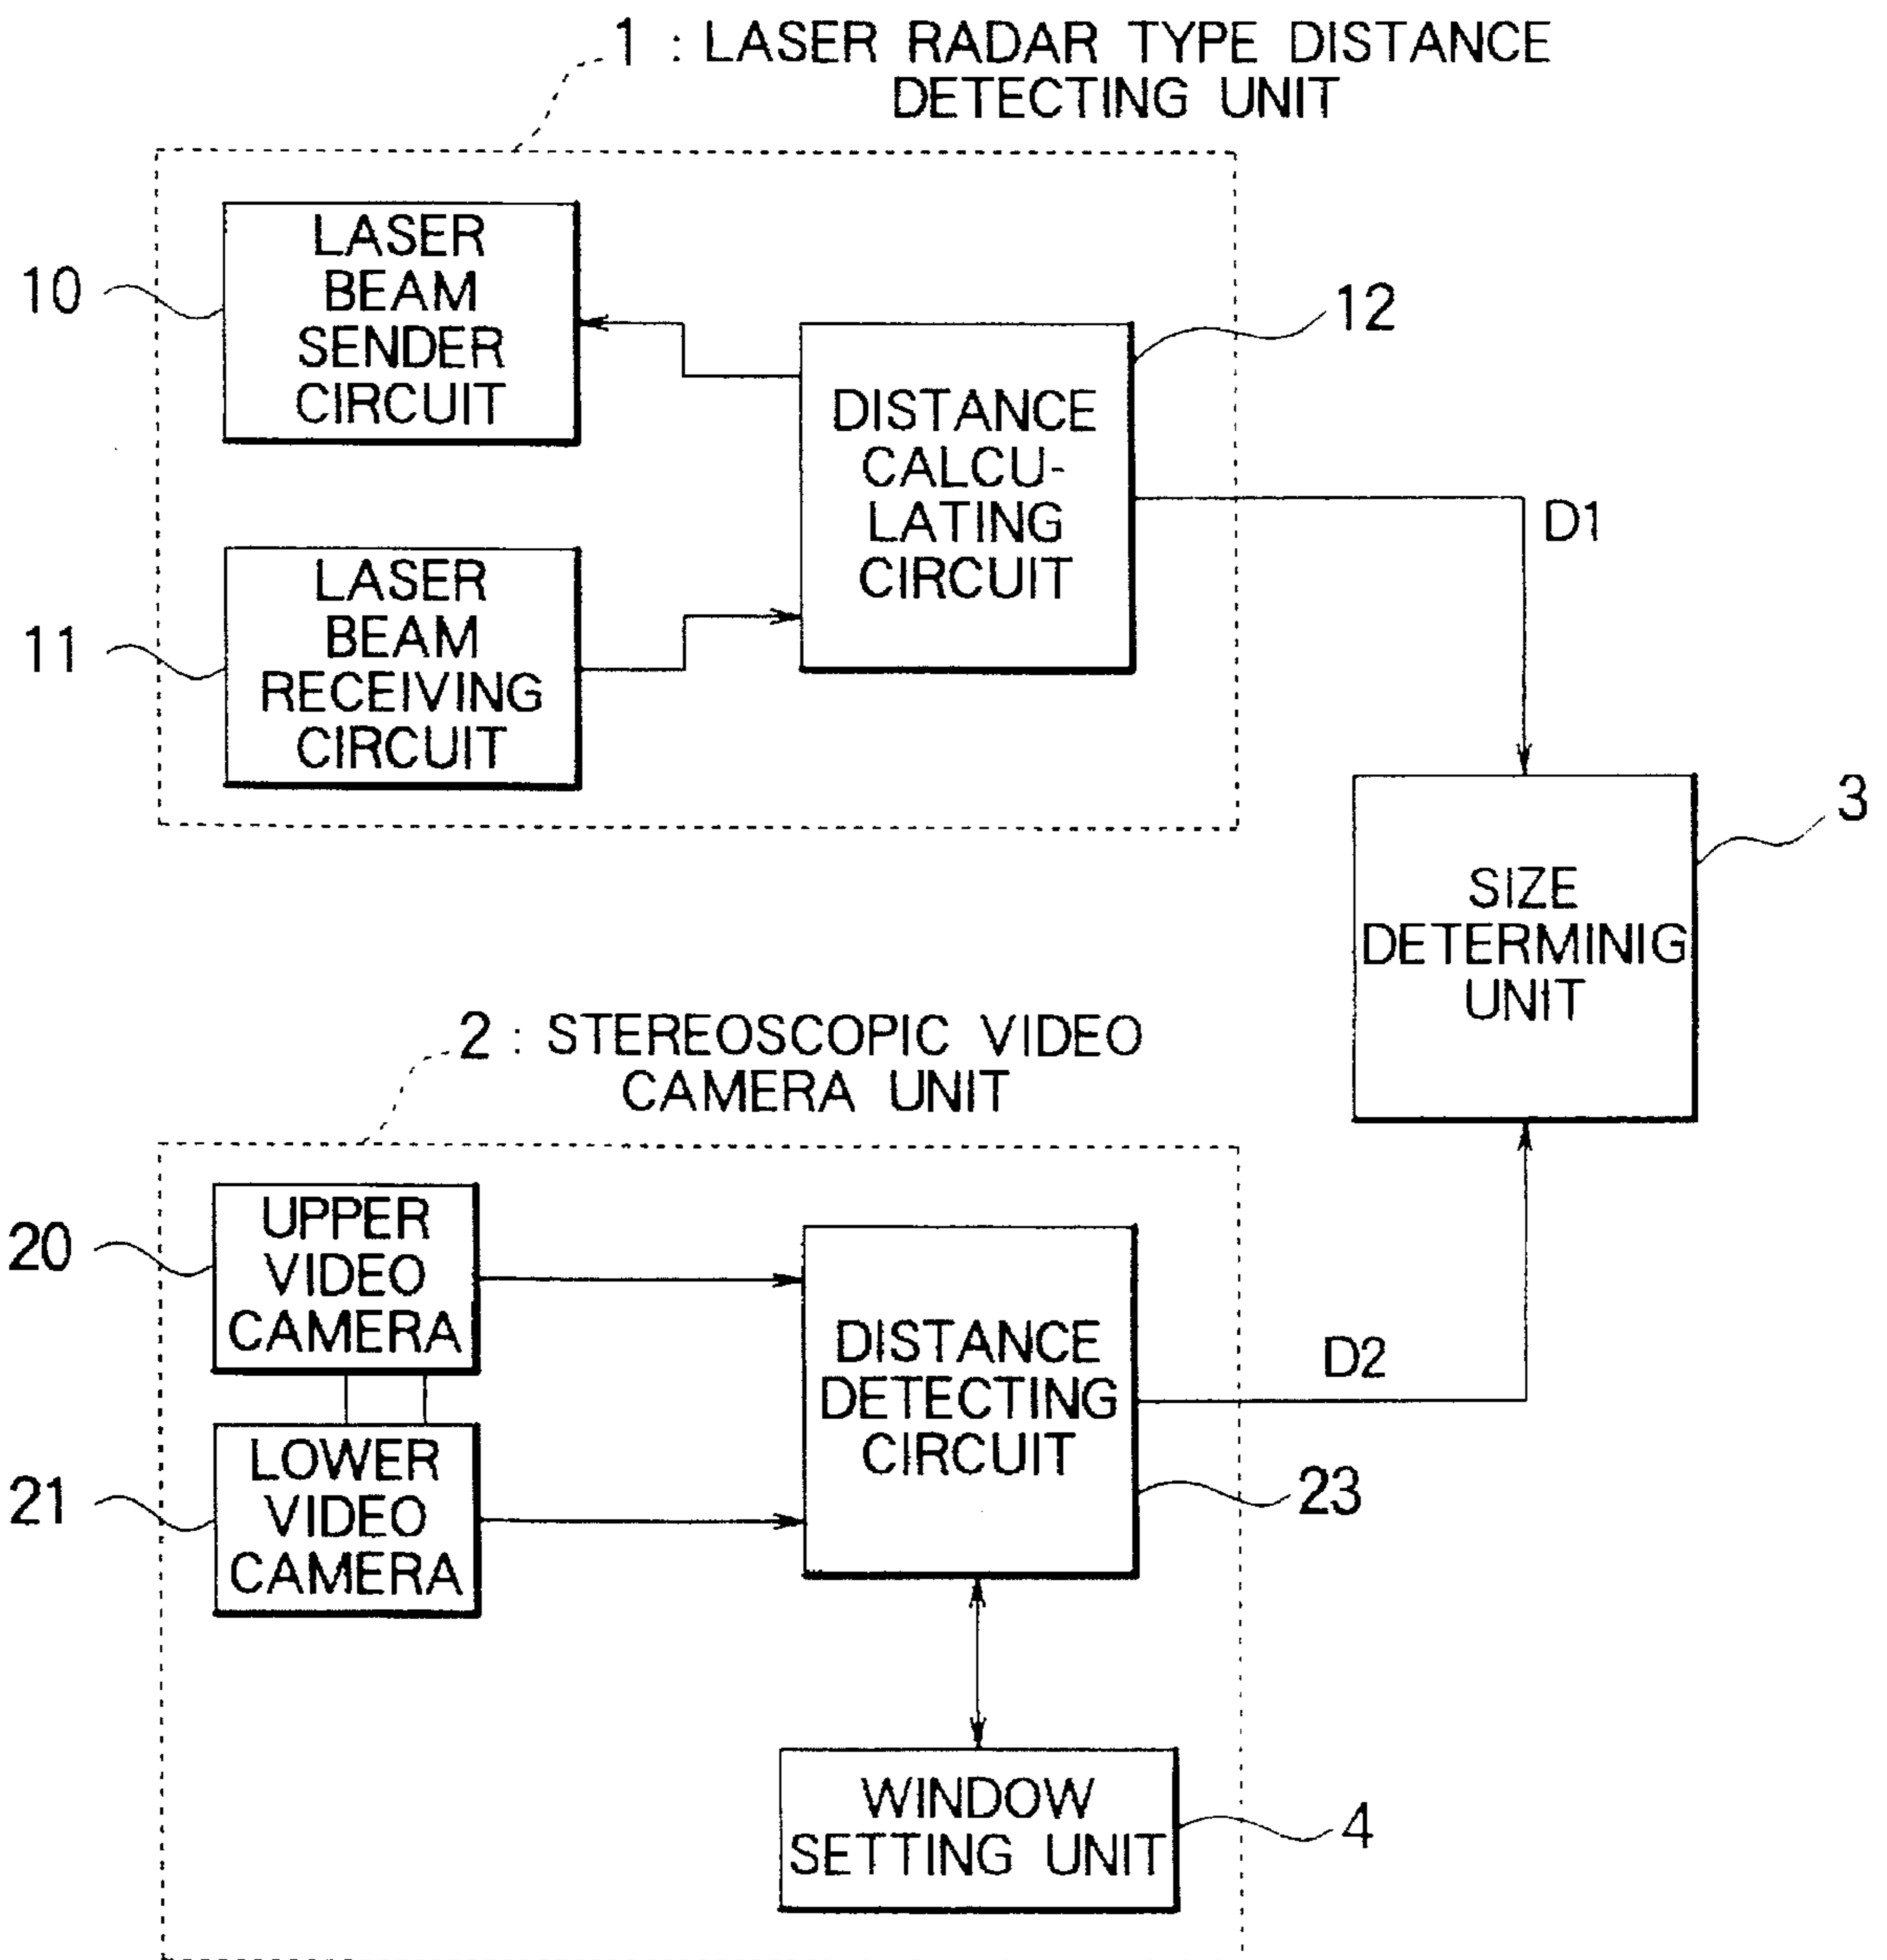 1 : LASER RADAR TYPE DISTANCE
DETECTING UNIT
10
LASER
BEAM
SENDER
CIRCUIT
12
DISTANCE
CALCU-
LATING
CIRCUIT
D1
11
LASER
BEAM
RECEIVING
CIRCUIT
3
SIZE
DETERMINIG
UNIT
2 : STEREOSCOPIC VIDEO
CAMERA UNIT
20
UPPER
VIDEO
CAMERA
DISTANCE
DETECTING
CIRCUIT
D2
21
LOWER
VIDEO
CAMERA
23
WINDOW
SETTING UNIT
4